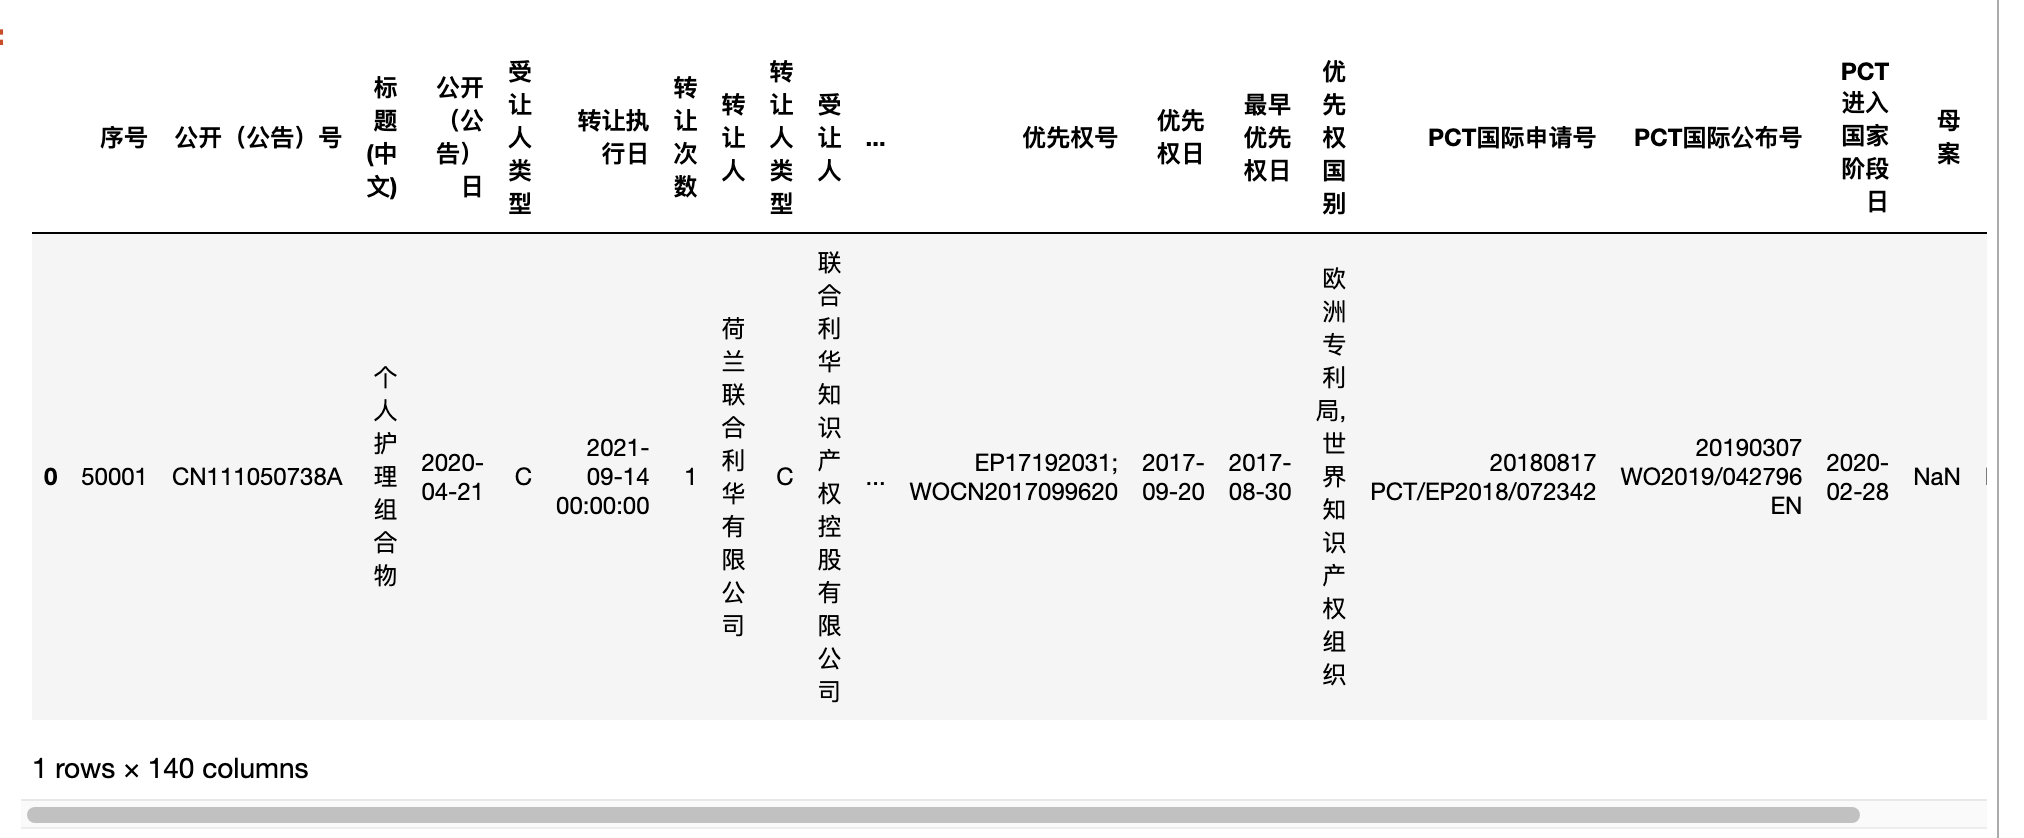 序号
公开（公告）号
标
题
(中
文)
公开
（公
告）
日
受
让
人
类
型
转让执
行日
转
让
次
数
转
让
人
转
让
人
类
型
受
让
人
...
优先权号
优先
权日
最早
优先
权日
优
先
权
国
别
PCT国际申请号
PCT国际公布号
PCT
进入
国家
阶段
日
母
案
0
50001
CN111050738A
个
人
护
理
组
合
物
2020-
04-21
C
2021-
09-14
00:00:00
1
荷
兰
联
合
利
华
有
限
公
司
C
联
合
利
华
知
识
产
权
控
股
有
限
公
司
...
EP17192031;
WOCN2017099620
2017-
09-20
2017-
08-30
欧
洲
专
利
局,
世
界
知
识
产
权
组
织
20180817
PCT/EP2018/072342
20190307
WO2019/042796
EN
2020-
02-28
NaN
1 rows × 140 columns